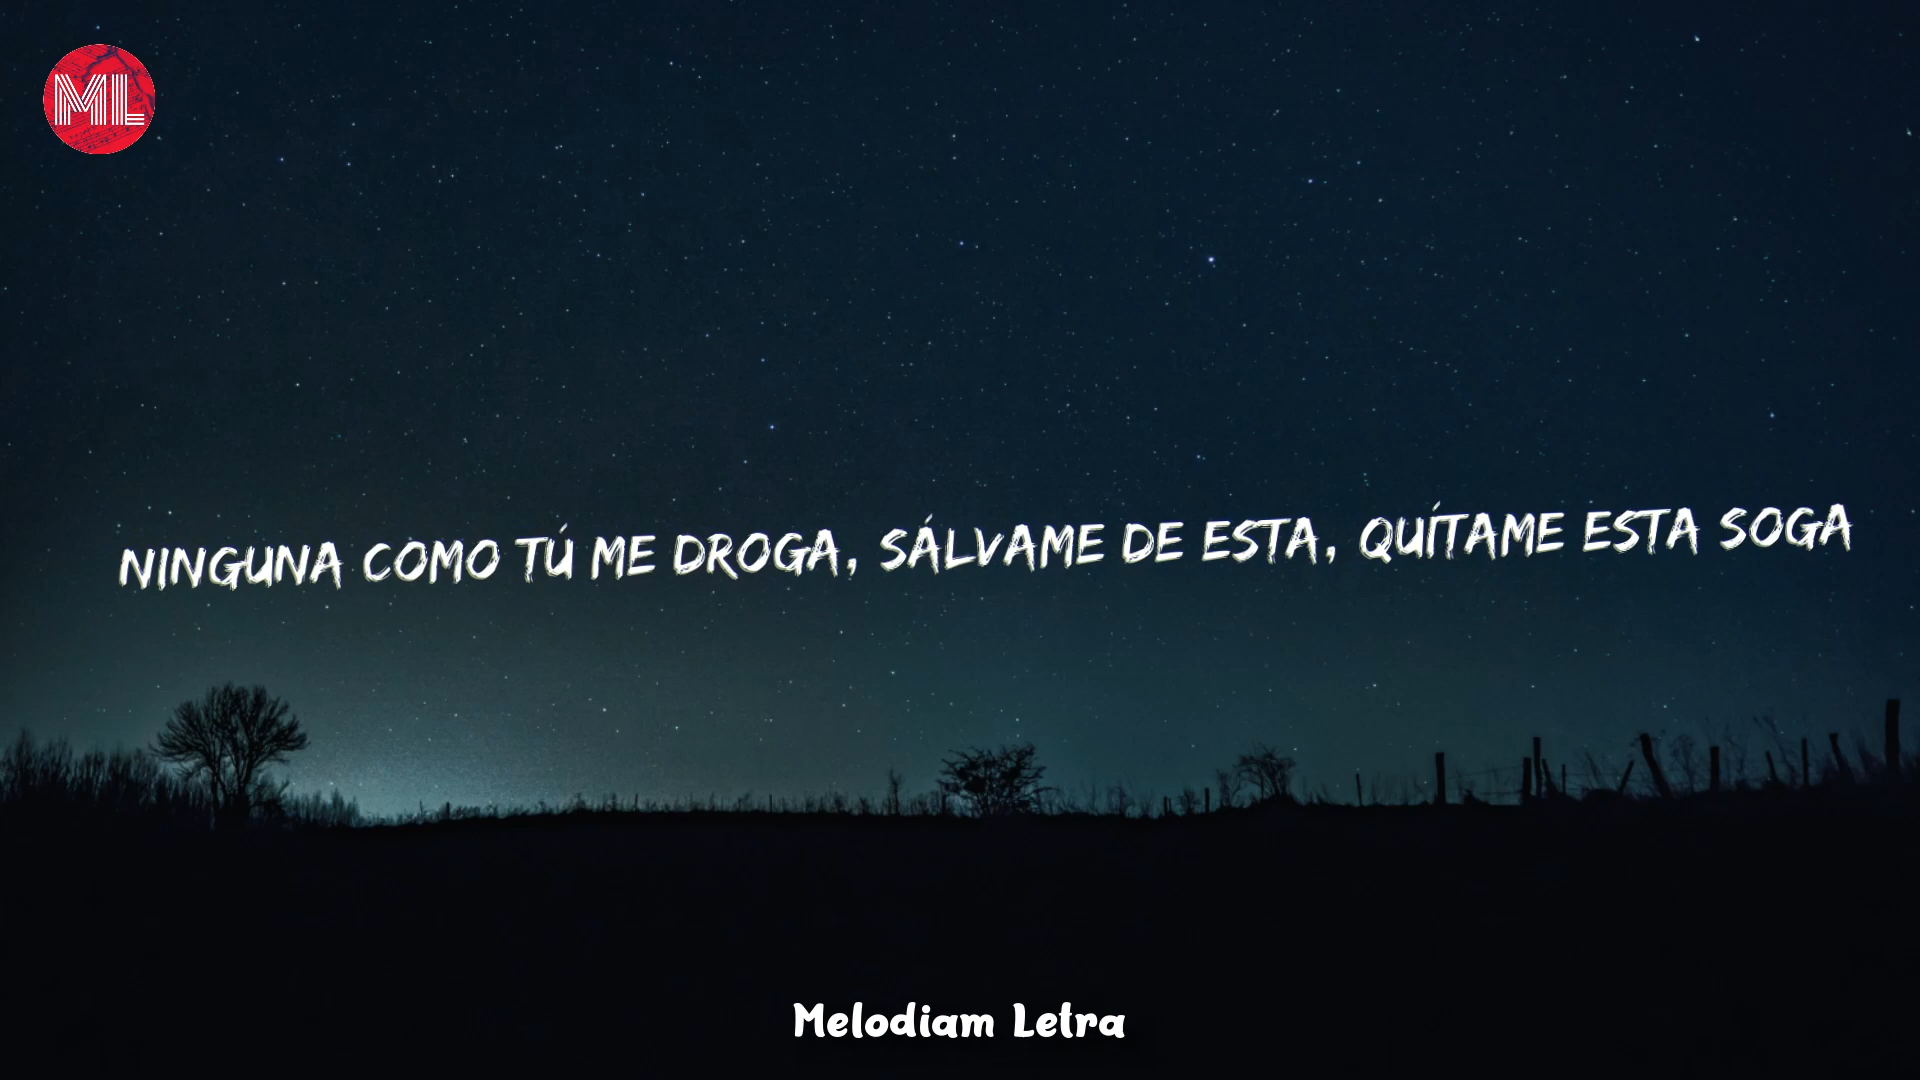 ML
NINGUNA COMO TÚ ME DROGA, SÁLVAME DE ESTA, QUÍTAME ESTA SOGA
Melodiam Letra